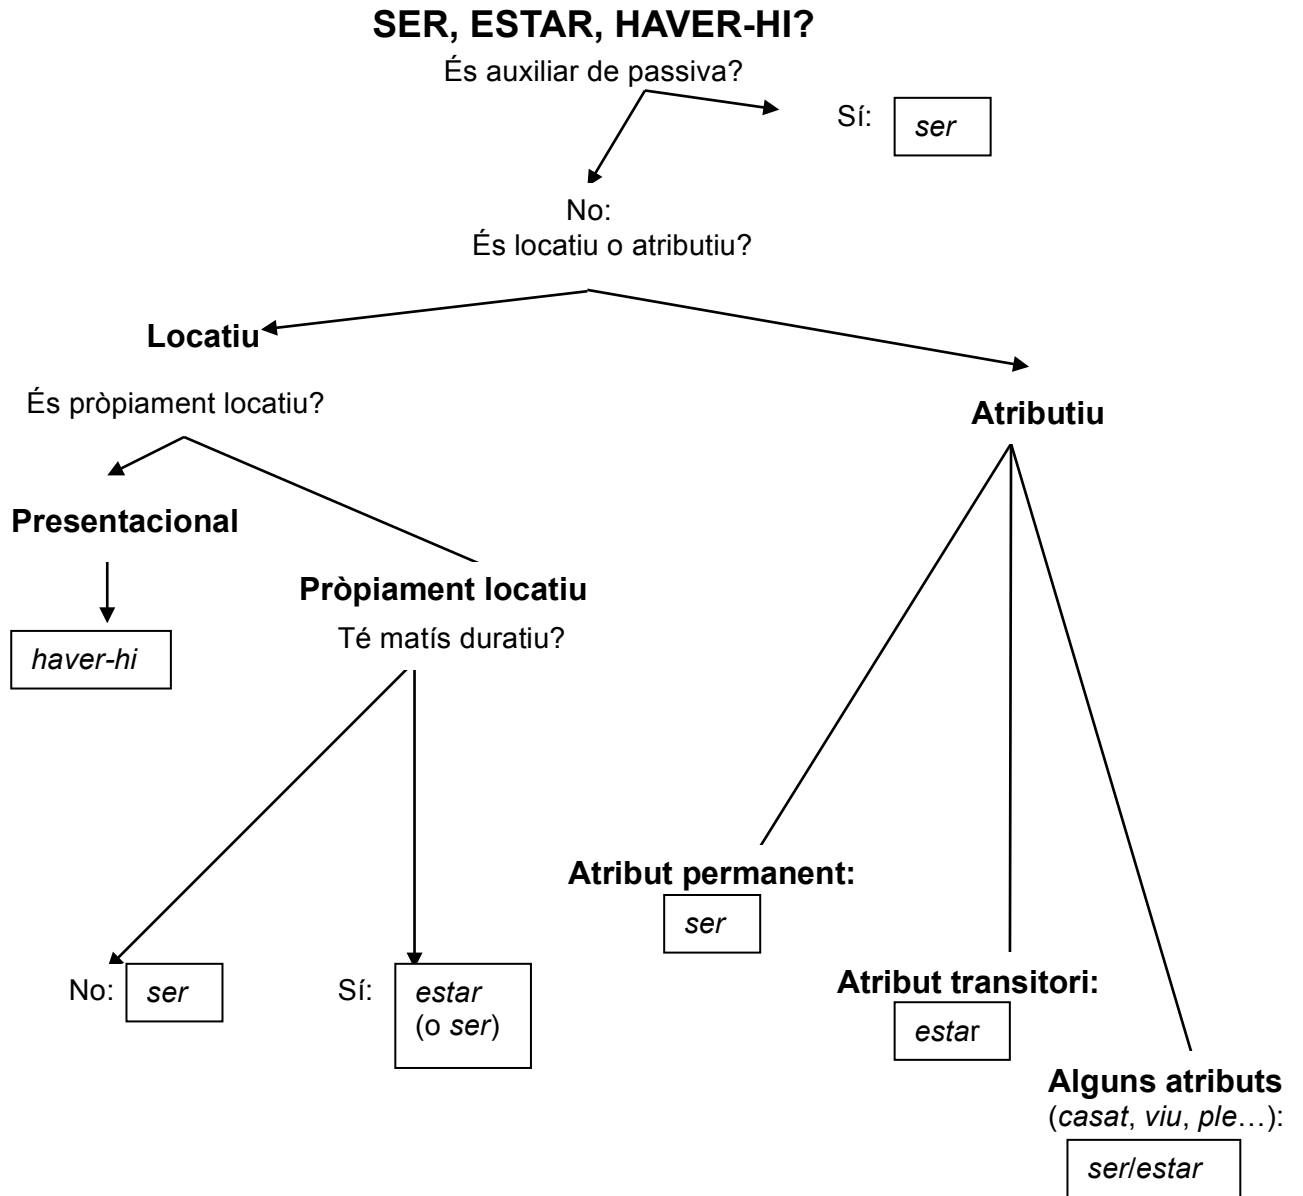 SER, ESTAR, HAVER-HI?
És auxiliar de passiva?
Sí:
ser
No:
És locatiu o atributiu?
Locatiu
És pròpiament locatiu?
Atributiu
Presentacional
haver-hi
Pròpiament locatiu
Té matís duratiu?
No:
ser
Sí:
estar
(o ser)
Atribut permanent:
ser
Atribut transitori:
estar
Alguns atributs
(casat, viu, ple…):
ser/estar